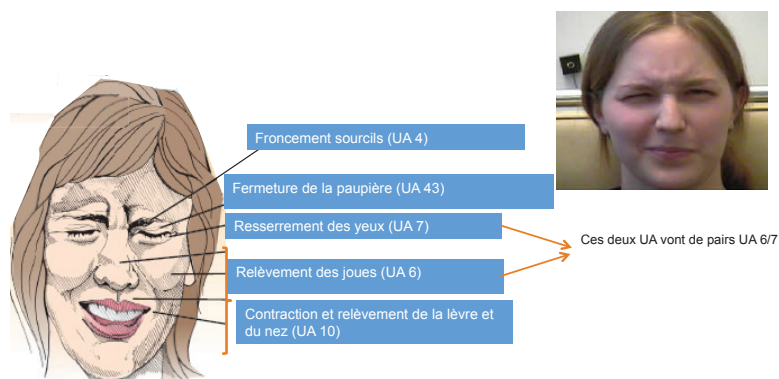 Froncement sourcils (UA 4)
Fermeture de la paupière (UA 43)
Resserrement des yeux (UA 7)
Ces deux UA vont de pairs UA 6/7
Relèvement des joues (UA 6)
Contraction et relèvement de la lèvre et
du nez (UA 10)